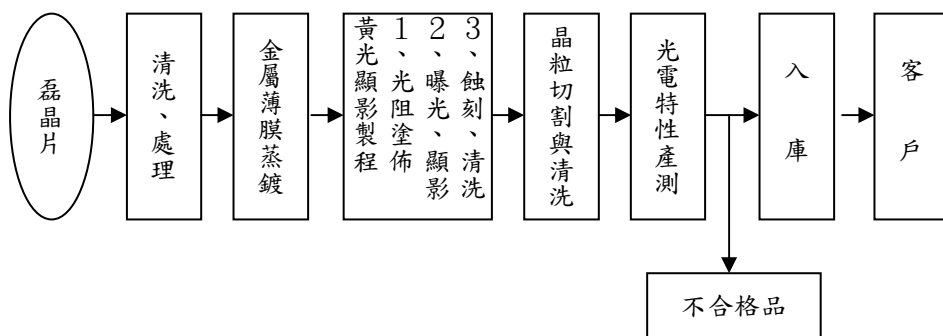 磊晶片
清洗、處理
金屬薄膜蒸鍍
黃光顯影製程
1、光阻塗佈
2、曝光、顯影
3、蝕刻、清洗
晶粒切割與清洗
光電特性產測
入庫
客戶
不合格品